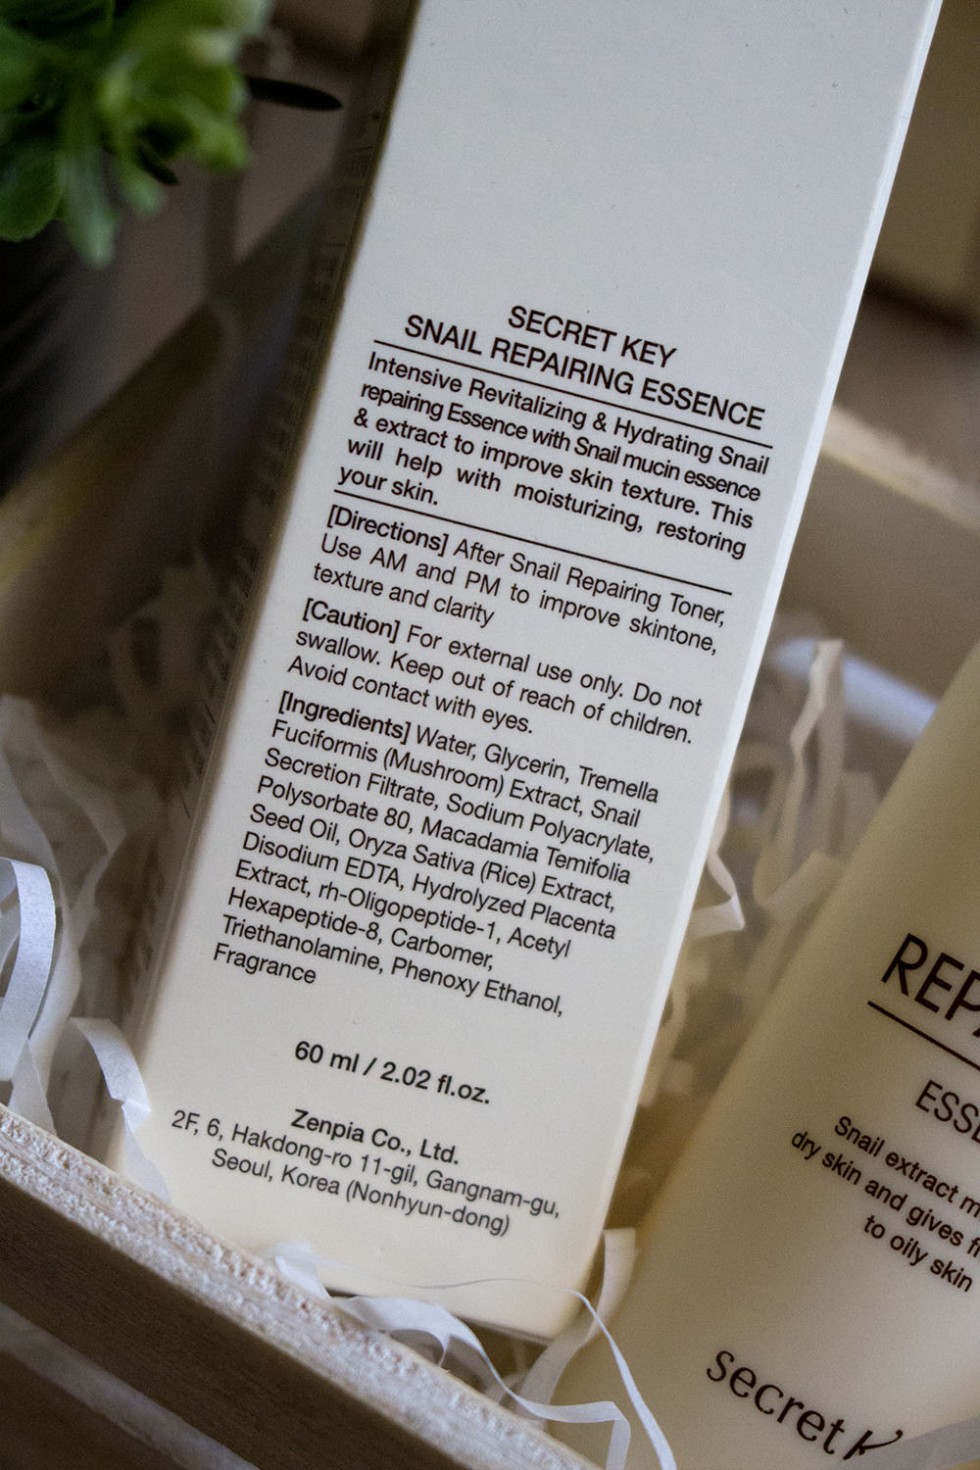 SECRET KEY
SNAIL REPAIRING ESSENCE
Intensive Revitalizing & Hydrating Snail
repairing Essence with Snail mucin essence
& extract to improve skin texture. This
will help with moisturizing, restoring
your skin.
[Directions] After Snail Repairing Toner,
Use AM and PM to improve skintone,
texture and clarity
[Caution] For external use only. Do not
swallow. Keep out of reach of children.
Avoid contact with eyes.
[Ingredients] Water, Glycerin, Tremella
Fuciformis (Mushroom) Extract, Snail
Secretion Filtrate, Sodium Polyacrylate,
Polysorbate 80, Macadamia Temifolia
Seed Oil, Oryza Sativa (Rice) Extract,
Disodium EDTA, Hydrolyzed Placenta
Extract, rh-Oligopeptide-1, Acetyl
Hexapeptide-8, Carbomer,
Triethanolamine, Phenoxy Ethanol,
Fragrance
60 ml / 2.02 fl.oz.
Zenpia Co., Ltd.
2F, 6, Hakdong-ro 11-gil, Gangnam-gu,
Seoul, Korea (Nonhyun-dong)
REPA
ESSE
Snail extract m
dry skin and gives fi
to oily skin
secret K